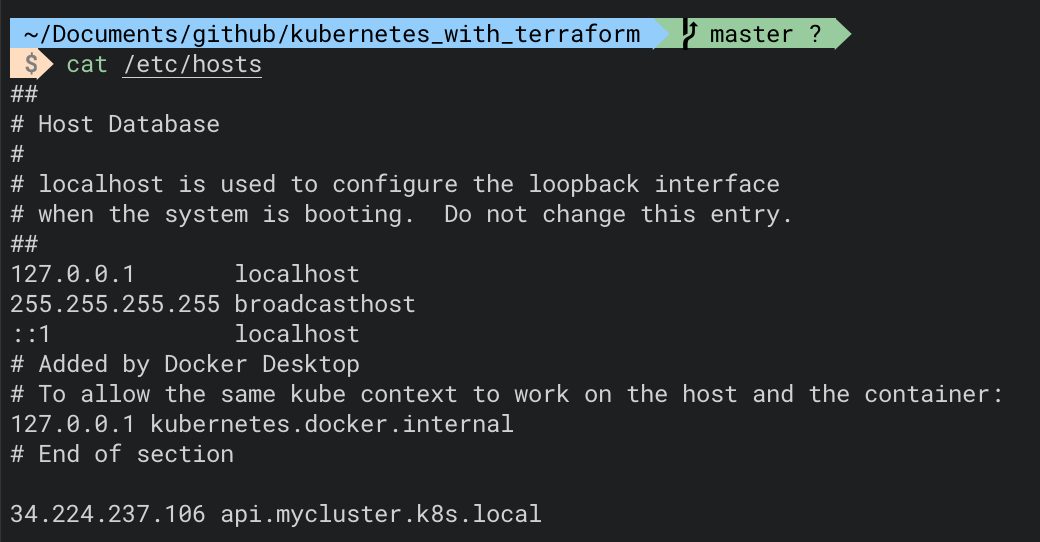 ~/Documents/github/kubernetes_with_terraform master ?
$ cat /etc/hosts
##
# Host Database
#
# localhost is used to configure the loopback interface
# when the system is booting.  Do not change this entry.
##
127.0.0.1       localhost
255.255.255.255 broadcasthost
::1             localhost
# Added by Docker Desktop
# To allow the same kube context to work on the host and the container:
127.0.0.1 kubernetes.docker.internal
# End of section
34.224.237.106 api.mycluster.k8s.local